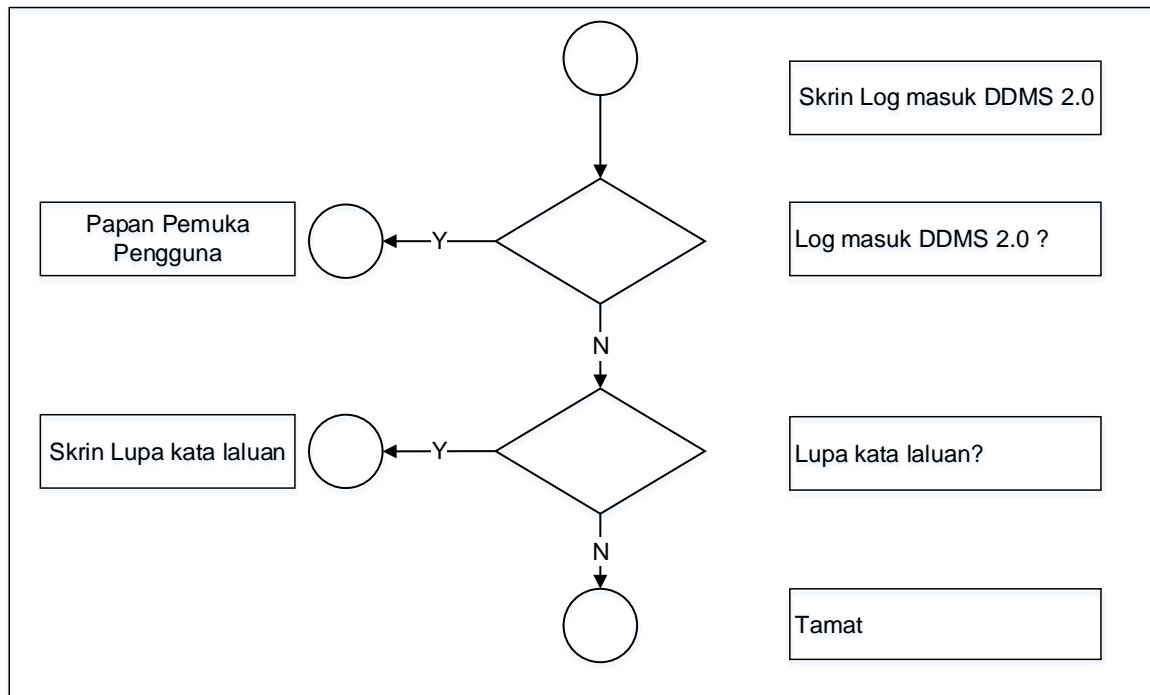 Skrin Log masuk DDMS 2.0
Papan Pemuka
Pengguna
Y
Log masuk DDMS 2.0 ?
N
Skrin Lupa kata laluan
Y
Lupa kata laluan?
N
Tamat